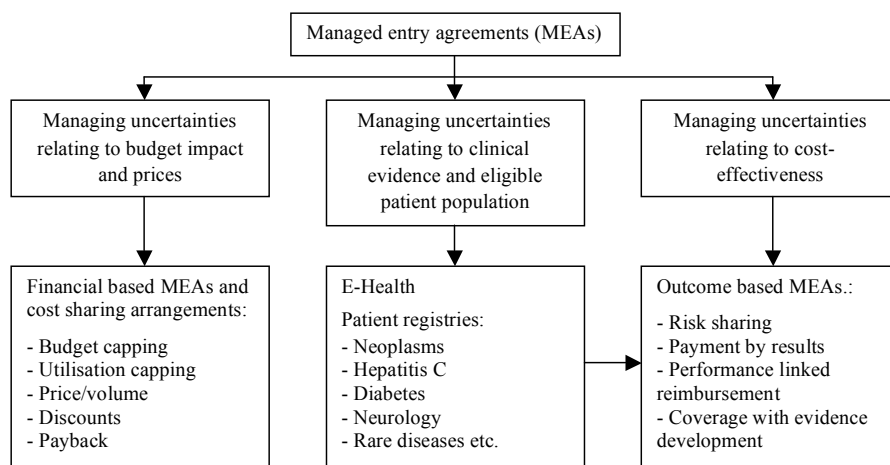 Managed entry agreements (MEAs)
Managing uncertainties
relating to budget impact
and prices
Managing uncertainties
relating to clinical
evidence and eligible
patient population
Managing uncertainties
relating to cost-
effectiveness
Financial based MEAs and
cost sharing arrangements:
- Budget capping
- Utilisation capping
- Price/volume
- Discounts
- Payback
E-Health
Patient registries:
- Neoplasms
- Hepatitis C
- Diabetes
- Neurology
- Rare diseases etc.
Outcome based MEAs.:
- Risk sharing
- Payment by results
- Performance linked
reimbursement
- Coverage with evidence
development